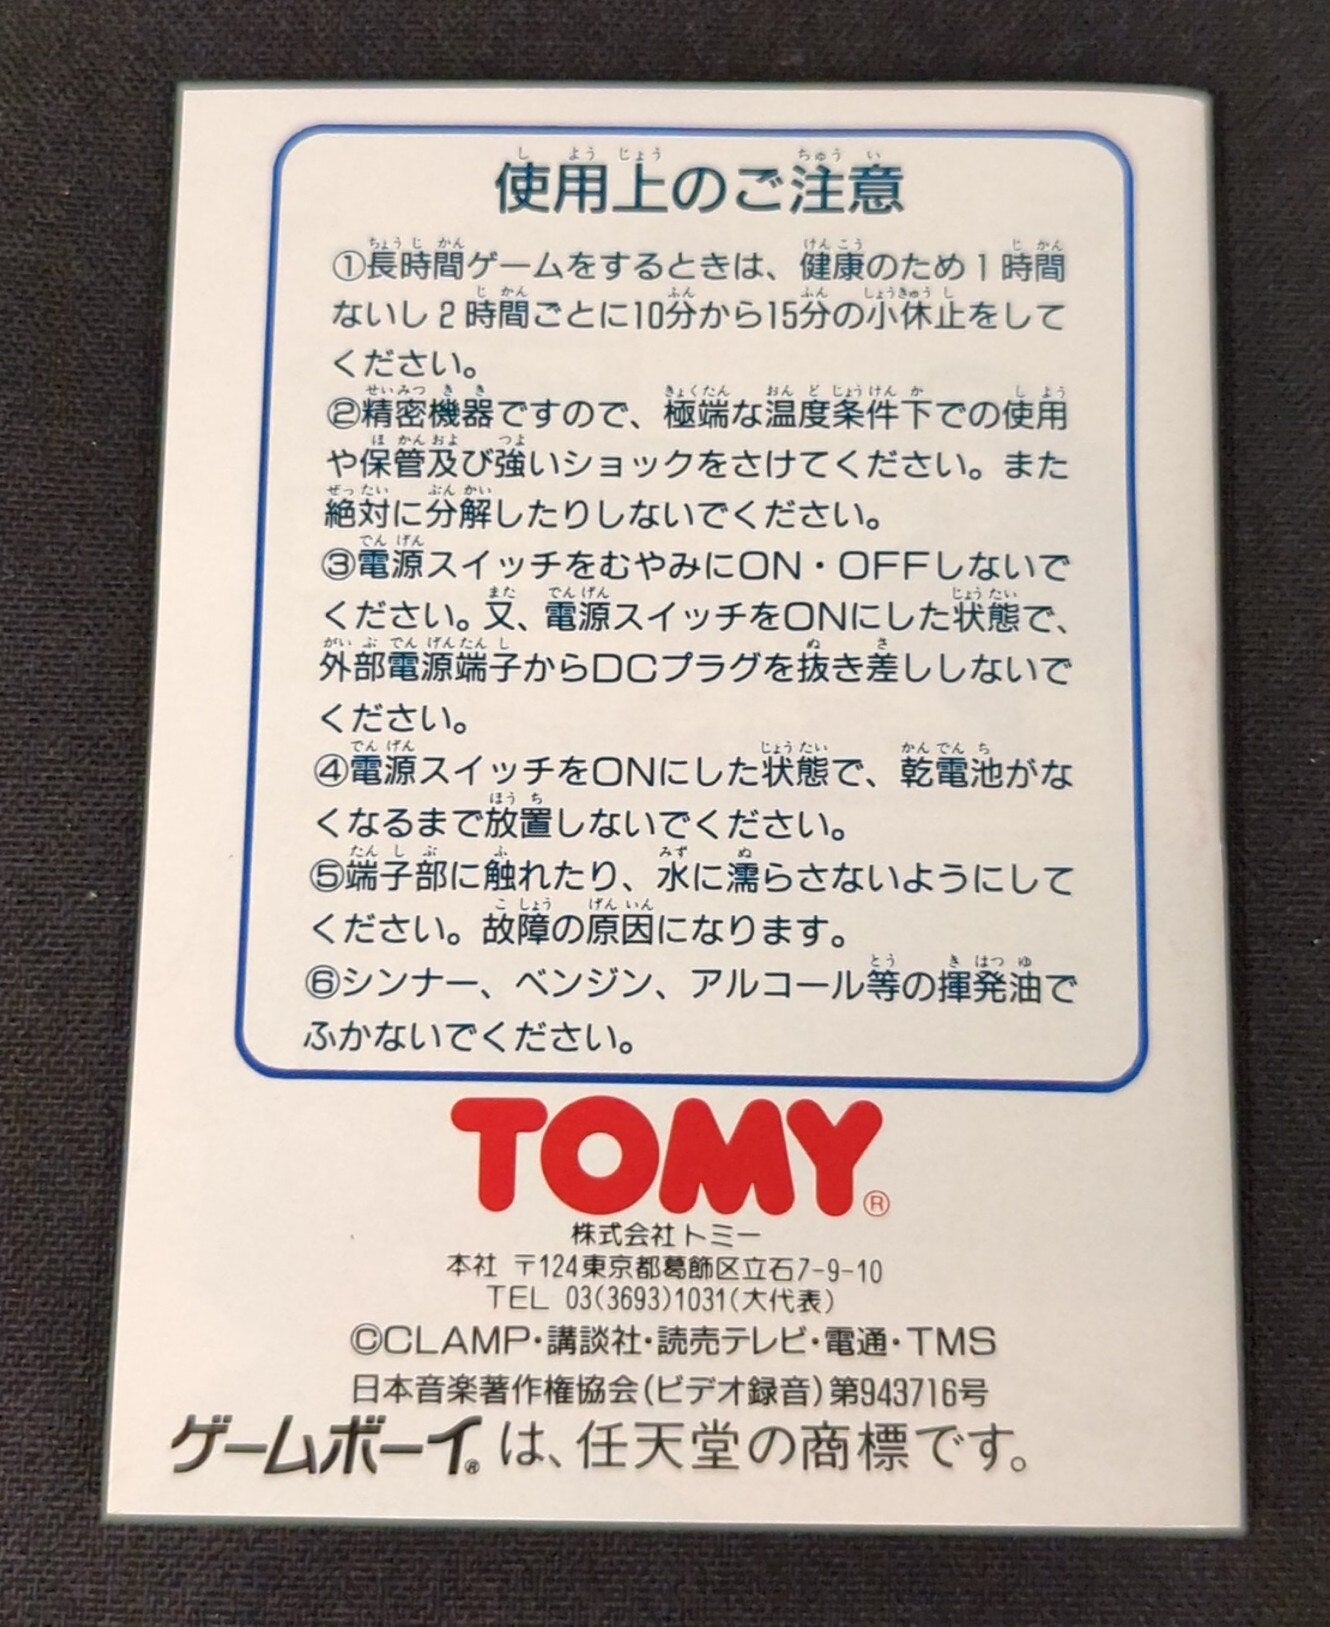 使用上のご注意
①長時間ゲームをするときは、健康のため1時間
ないし2時間ごとに10分から15分の小休止をして
ください。
②精密機器ですので、極端な温度条件下での使用
や保管及び強いショックをさけてください。また
絶対に分解したりしないでください。
③電源スイッチをむやみにON・OFFしないで
ください。又、電源スイッチをONにした状態で、
外部電源端子からDCプラグを抜き差ししないで
ください。
④電源スイッチをONにした状態で、乾電池がな
くなるまで放置しないでください。
⑤端子部に触れたり、水に濡らさないようにして
ください。故障の原因になります。
⑥シンナー、ベンジン、アルコール等の揮発油で
ふかないでください。
TOMY®
株式会社トミー
本社 〒124東京都葛飾区立石7-9-10
TEL 03(3693)1031(大代表)
©CLAMP・講談社・読売テレビ・電通・TMS
日本音楽著作権協会(ビデオ録音)第943716号
ゲームボーイ®は、任天堂の商標です。